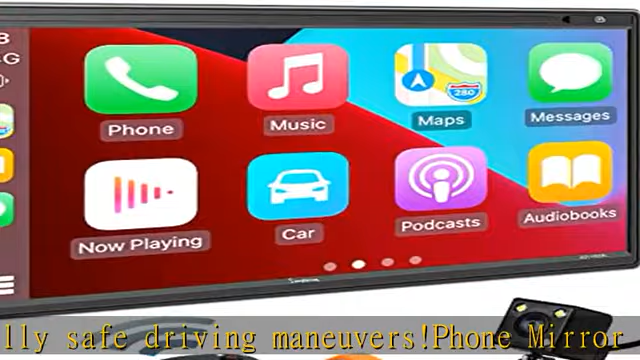 Phone
Music
Maps
Messages
280
Now Playing
Car
Podcasts
Audiobooks
lly safe driving maneuvers!Phone Mirror